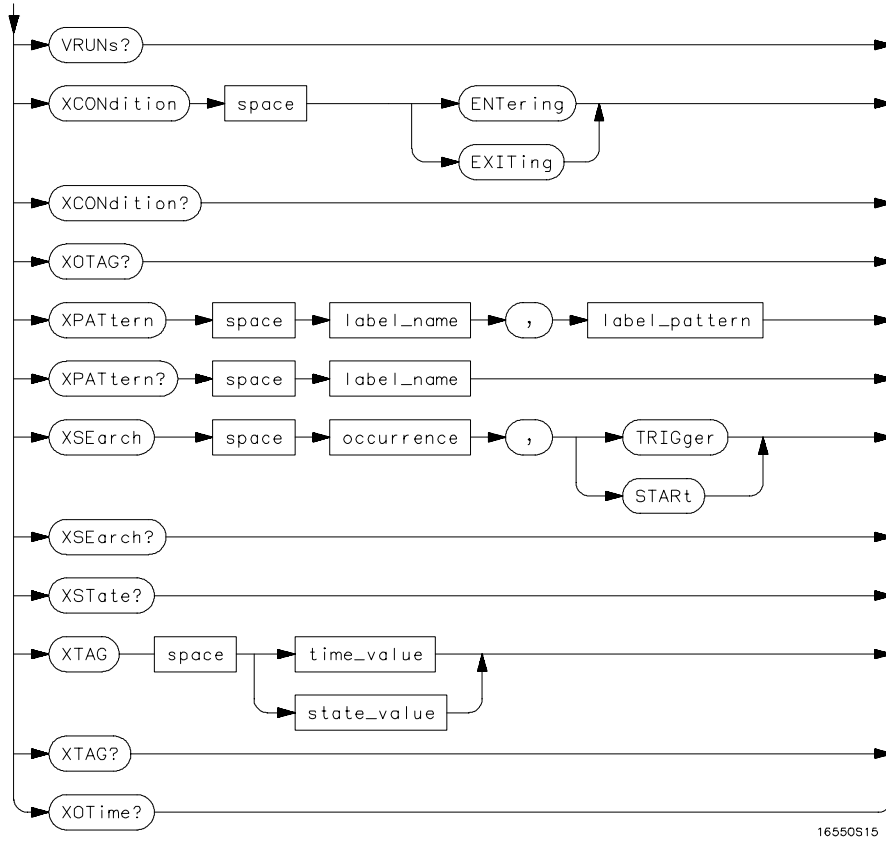 VRUNs?
XCONdition space ENTering
EXITing
XCONdition?
XOTAG?
XPATtern space label_name , label_pattern
XPATtern? space label_name
XSEarch space occurrence , TRIGger
STARt
XSEarch?
XSTate?
XTAG space time_value
state_value
XTAG?
XOTime?
16550S15